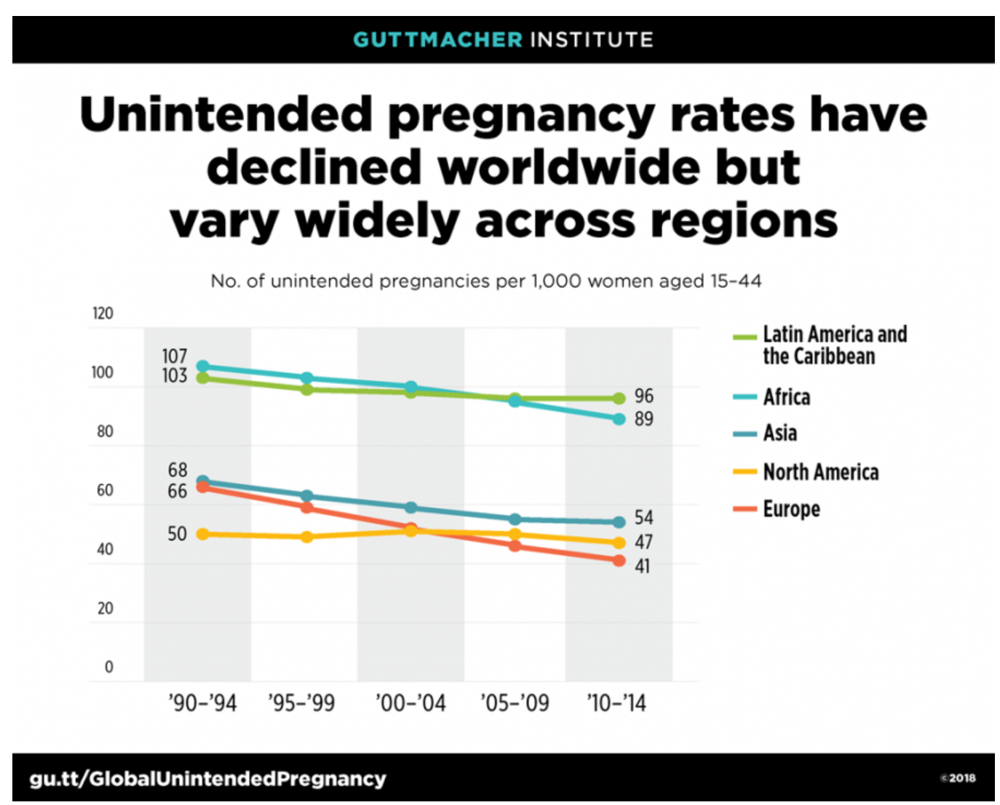 GUTTMACHER INSTITUTE
Unintended pregnancy rates have
declined worldwide but
vary widely across regions
No. of unintended pregnancies per 1,000 women aged 15–44
120
100
80
60
40
20
0
107
103
68
66
50
96
89
54
47
41
’90–’94 ’95–’99 ’00–’04 ’05–’09 ’10–’14
Latin America and
the Caribbean
Africa
Asia
North America
Europe
gu.tt/GlobalUnintendedPregnancy
©2018